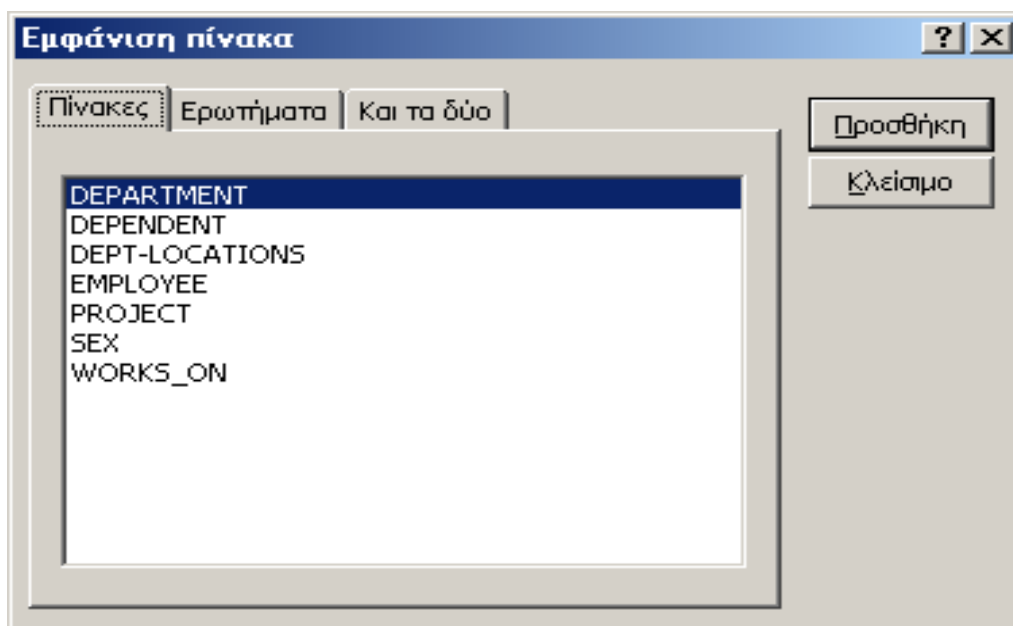 Εμφάνιση πίνακα
Πίνακες Ερωτήματα Και τα δύο
Προσθήκη
Κλείσιμο
DEPARTMENT
DEPENDENT
DEPT-LOCATIONS
EMPLOYEE
PROJECT
SEX
WORKS_ON